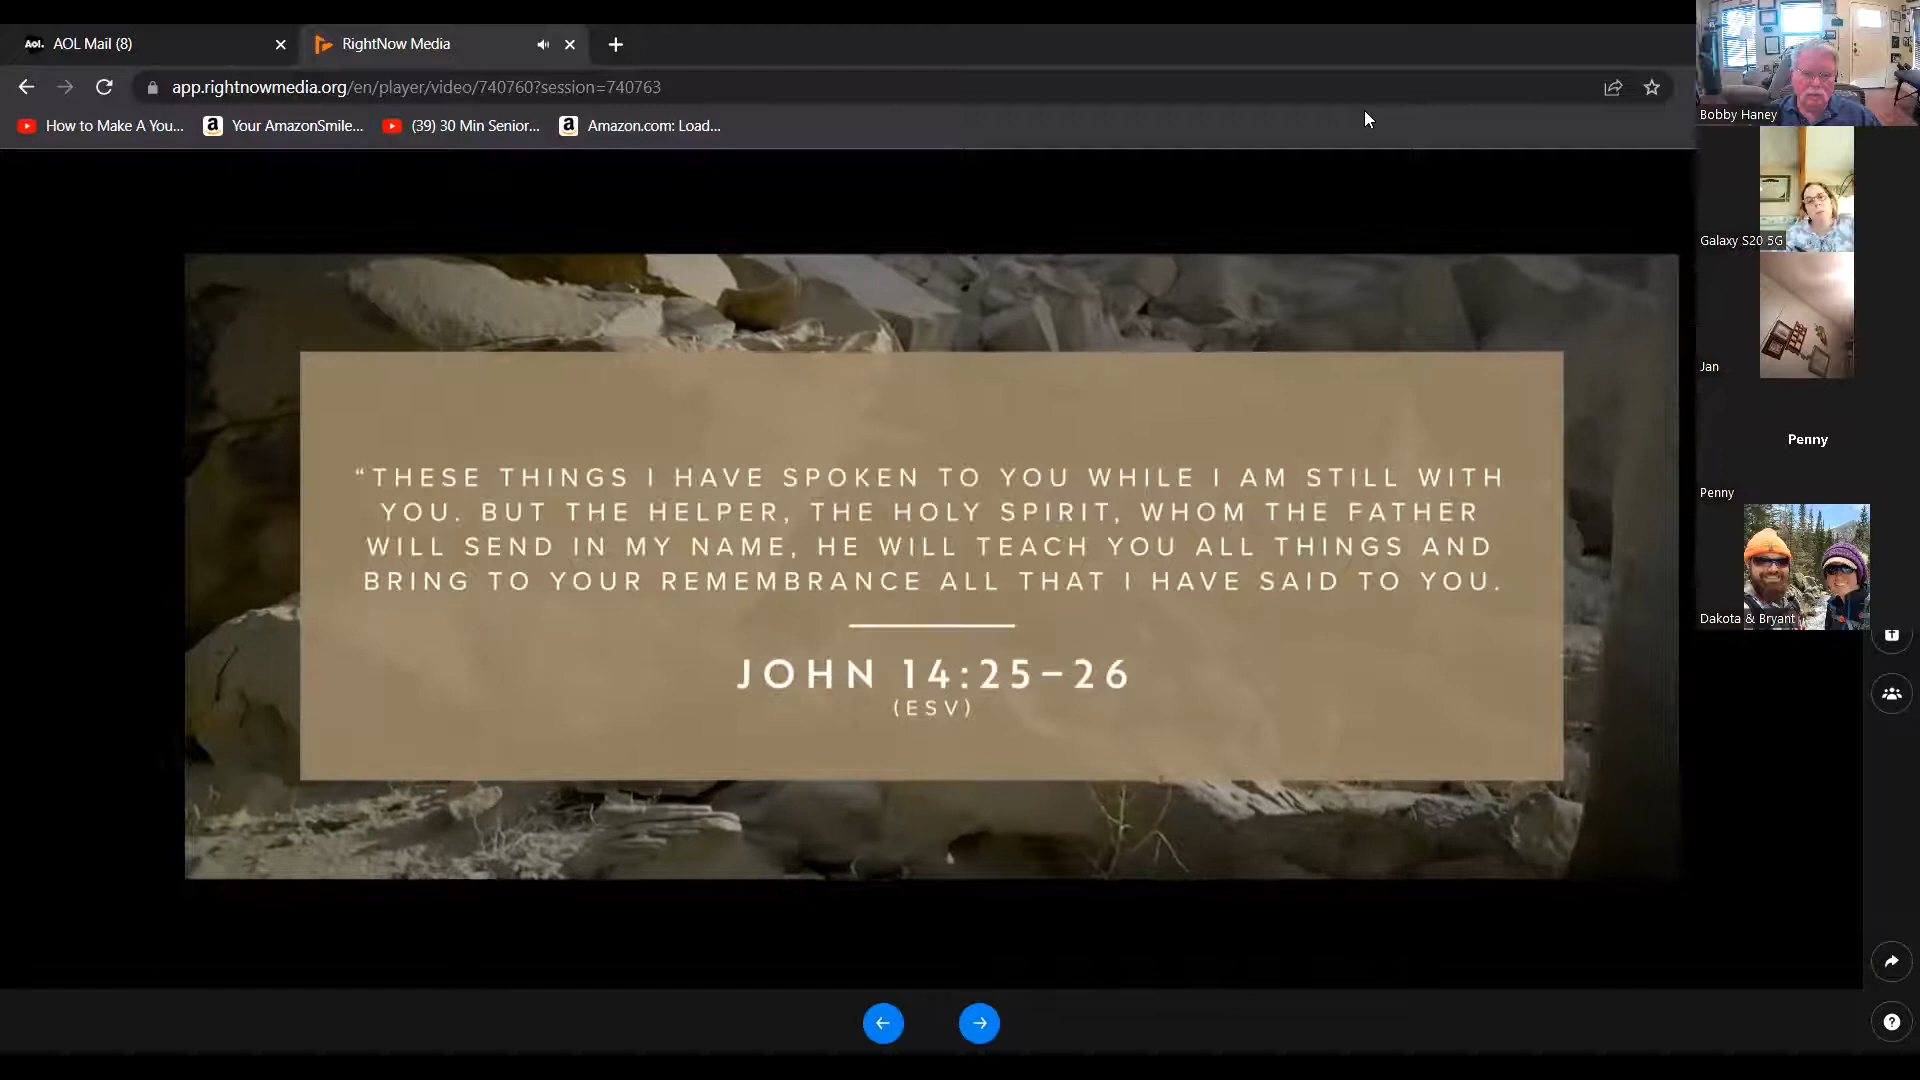 Aol.
AOL Mail (8)
RightNow Media
app.rightnowmedia.org/en/player/video/740760?session=740763
How to Make A You...
a
Your AmazonSmile...
(39) 30 Min Senior...
a
Amazon.com: Load...
Bobby Haney
Galaxy S20 5G
Jan
Penny
Penny
Dakota & Bryant
“THESE THINGS I HAVE SPOKEN TO YOU WHILE I AM STILL WITH
YOU. BUT THE HELPER, THE HOLY SPIRIT, WHOM THE FATHER
WILL SEND IN MY NAME, HE WILL TEACH YOU ALL THINGS AND
BRING TO YOUR REMEMBRANCE ALL THAT I HAVE SAID TO YOU.
JOHN 14:25–26
(ESV)